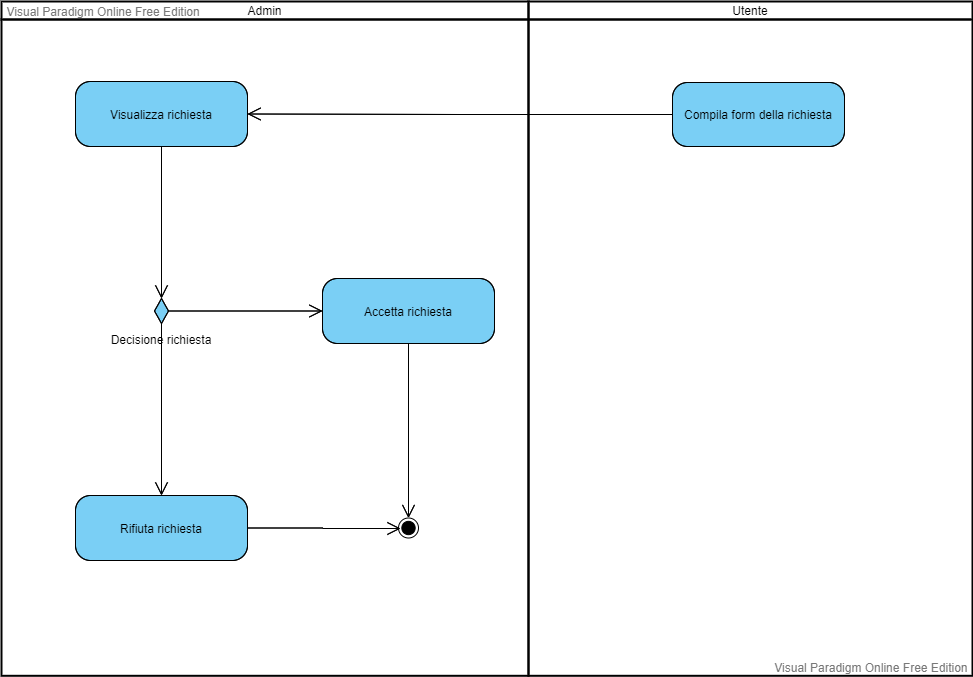 Visual Paradigm Online Free Edition
Admin
Utente
Visualizza richiesta
Compila form della richiesta
Accetta richiesta
Decisione richiesta
Rifiuta richiesta
Visual Paradigm Online Free Edition